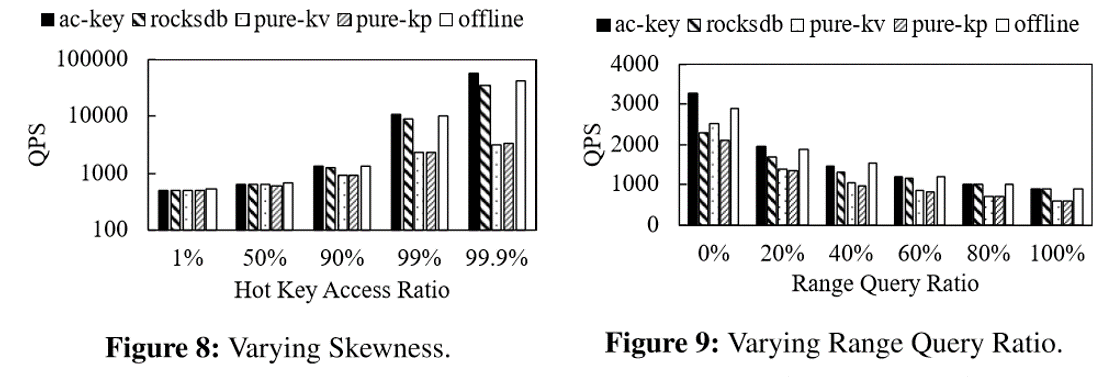 ac-key rocksdb pure-kv pure-kp offline
100000
10000
1000
100
QPS
1% 50% 90% 99% 99.9%
Hot Key Access Ratio
Figure 8: Varying Skewness.
ac-key rocksdb pure-kv pure-kp offline
4000
3000
2000
1000
0
QPS
0% 20% 40% 60% 80% 100%
Range Query Ratio
Figure 9: Varying Range Query Ratio.